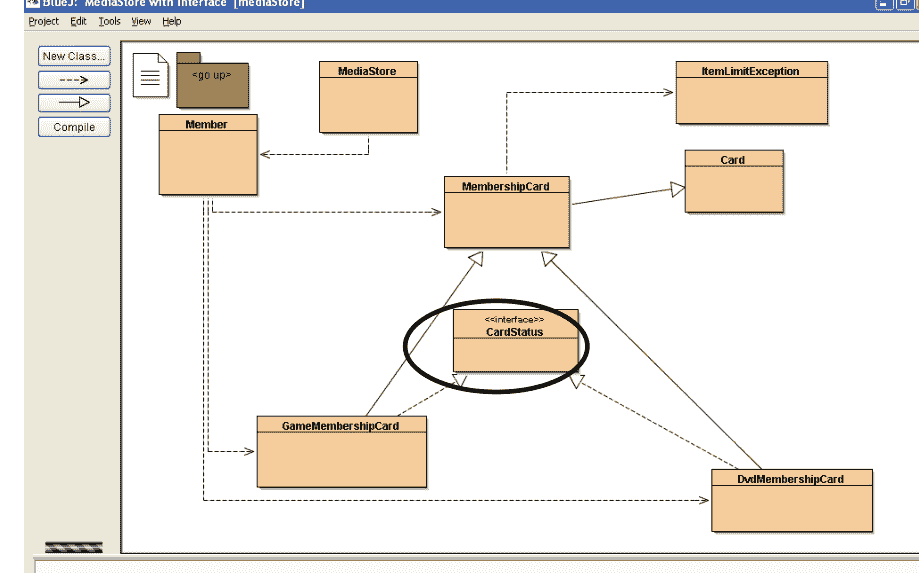 BlueJ: MediaStore with Interface [mediaStore]
Project Edit Tools View Help
New Class...
Compile
<go up>
MediaStore
ItemLimitException
Member
Card
MembershipCard
<<interface>>
CardStatus
GameMembershipCard
DvdMembershipCard